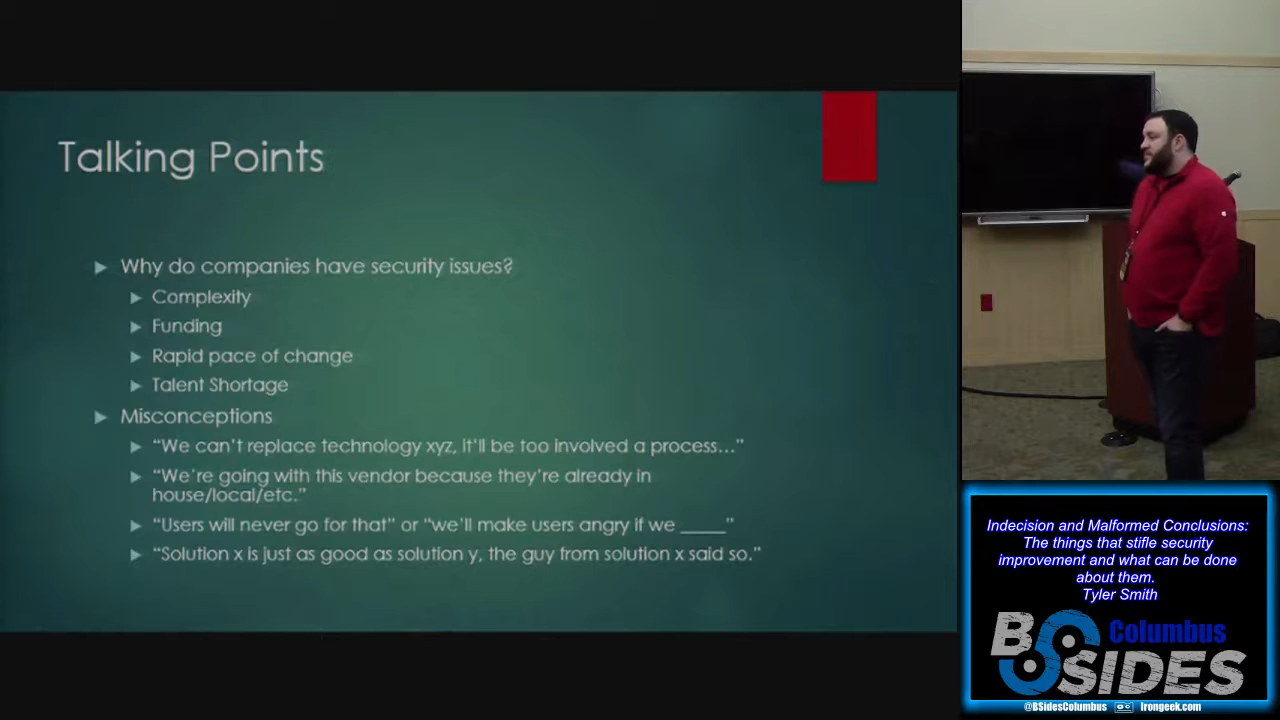 Talking Points
Why do companies have security issues?
Complexity
Funding
Rapid pace of change
Talent Shortage
Misconceptions
“We can’t replace technology xyz, it’ll be too involved a process…”
“We’re going with this vendor because they’re already in
house/local/etc.”
“Users will never go for that” or “we’ll make users angry if we _____”
“Solution x is just as good as solution y, the guy from solution x said so.”
Indecision and Malformed Conclusions:
The things that stifle security
improvement and what can be done
about them.
Tyler Smith
BSIDES Columbus
@BSidesColumbus Irongeek.com